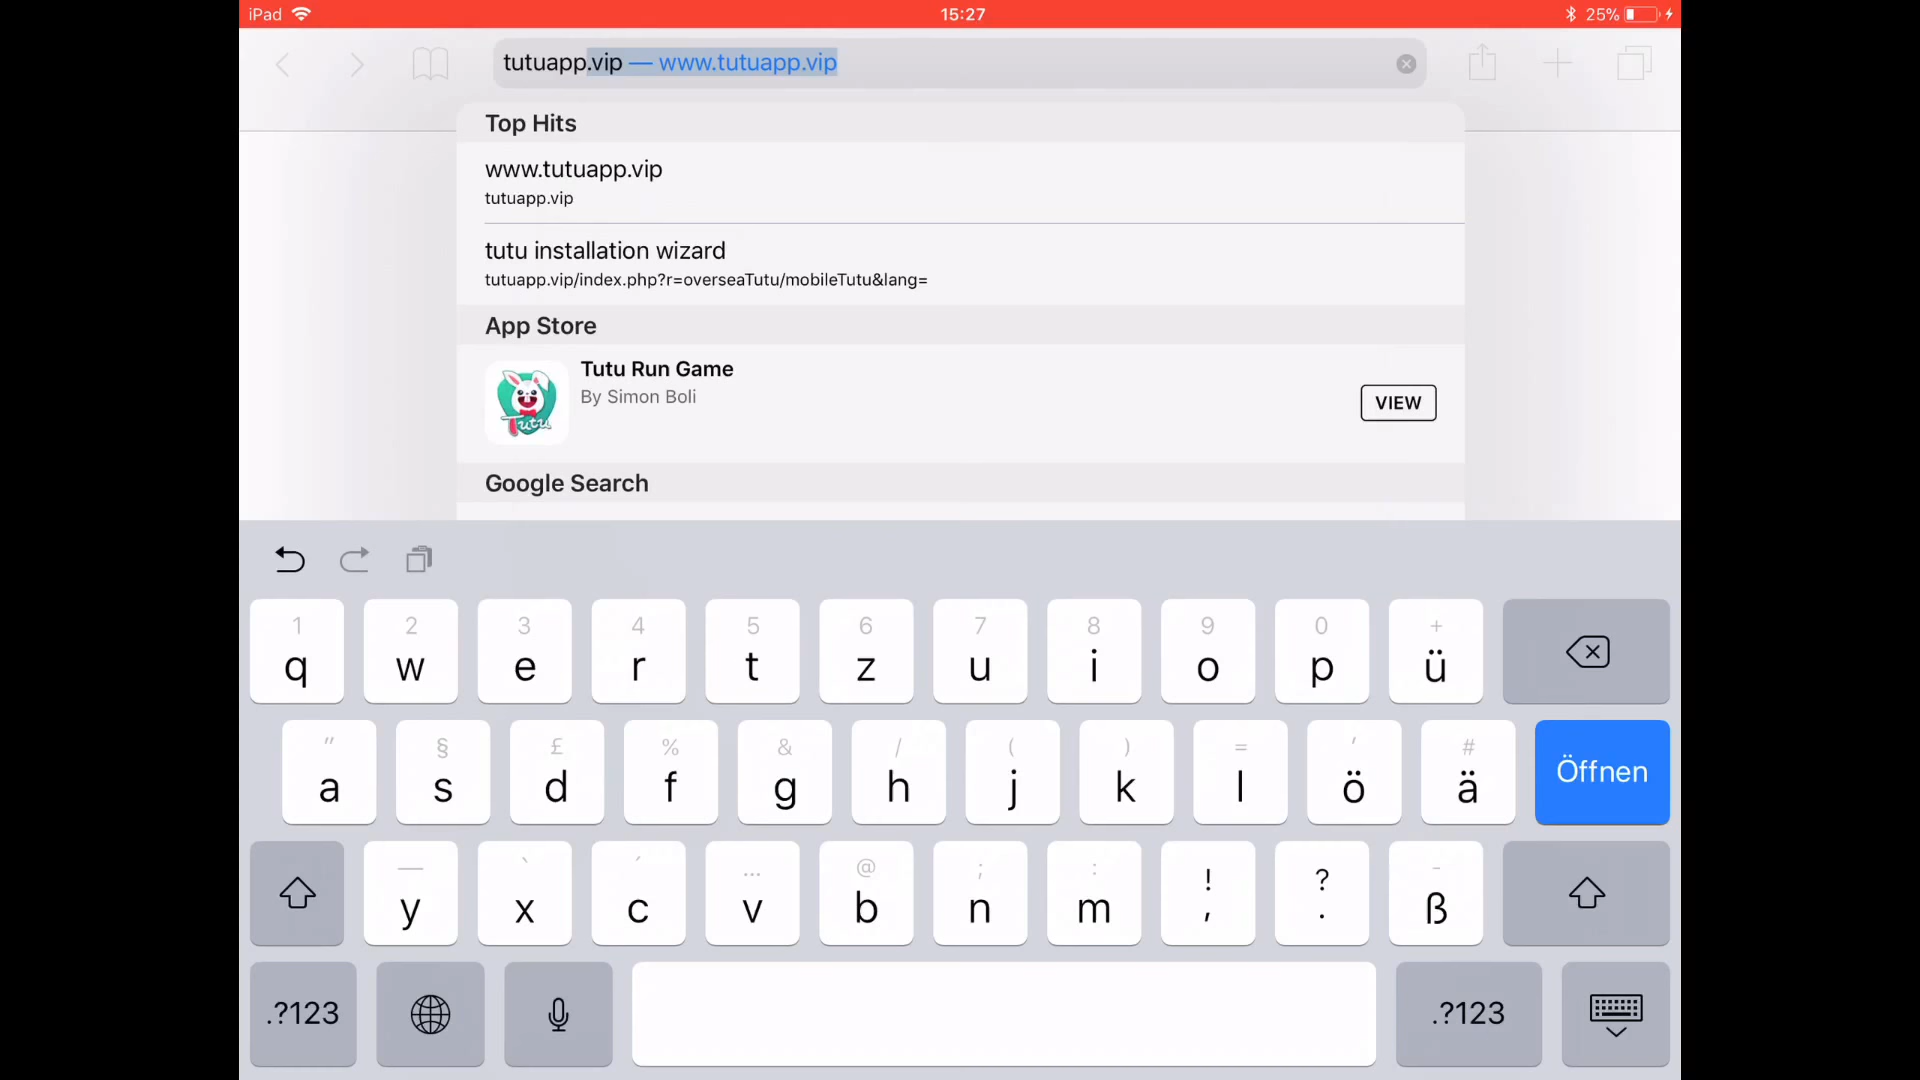 iPad 15:27 25%
tutuapp.vip — www.tutuapp.vip
Top Hits
www.tutuapp.vip
tutuapp.vip
tutu installation wizard
tutuapp.vip/index.php?r=overseaTutu/mobileTutu&lang=
App Store
Tutu Run Game
By Simon Boli
VIEW
Tutu
Google Search
1 2 3 4 5 6 7 8 9 0 +
q w e r t z u i o p ü
" § £ % & / ( ) = ' #
a s d f g h j k l ö ä Öffnen
— ` ´ ... @ ; : ! ? -
y x c v b n m , . ß
.?123 .?123